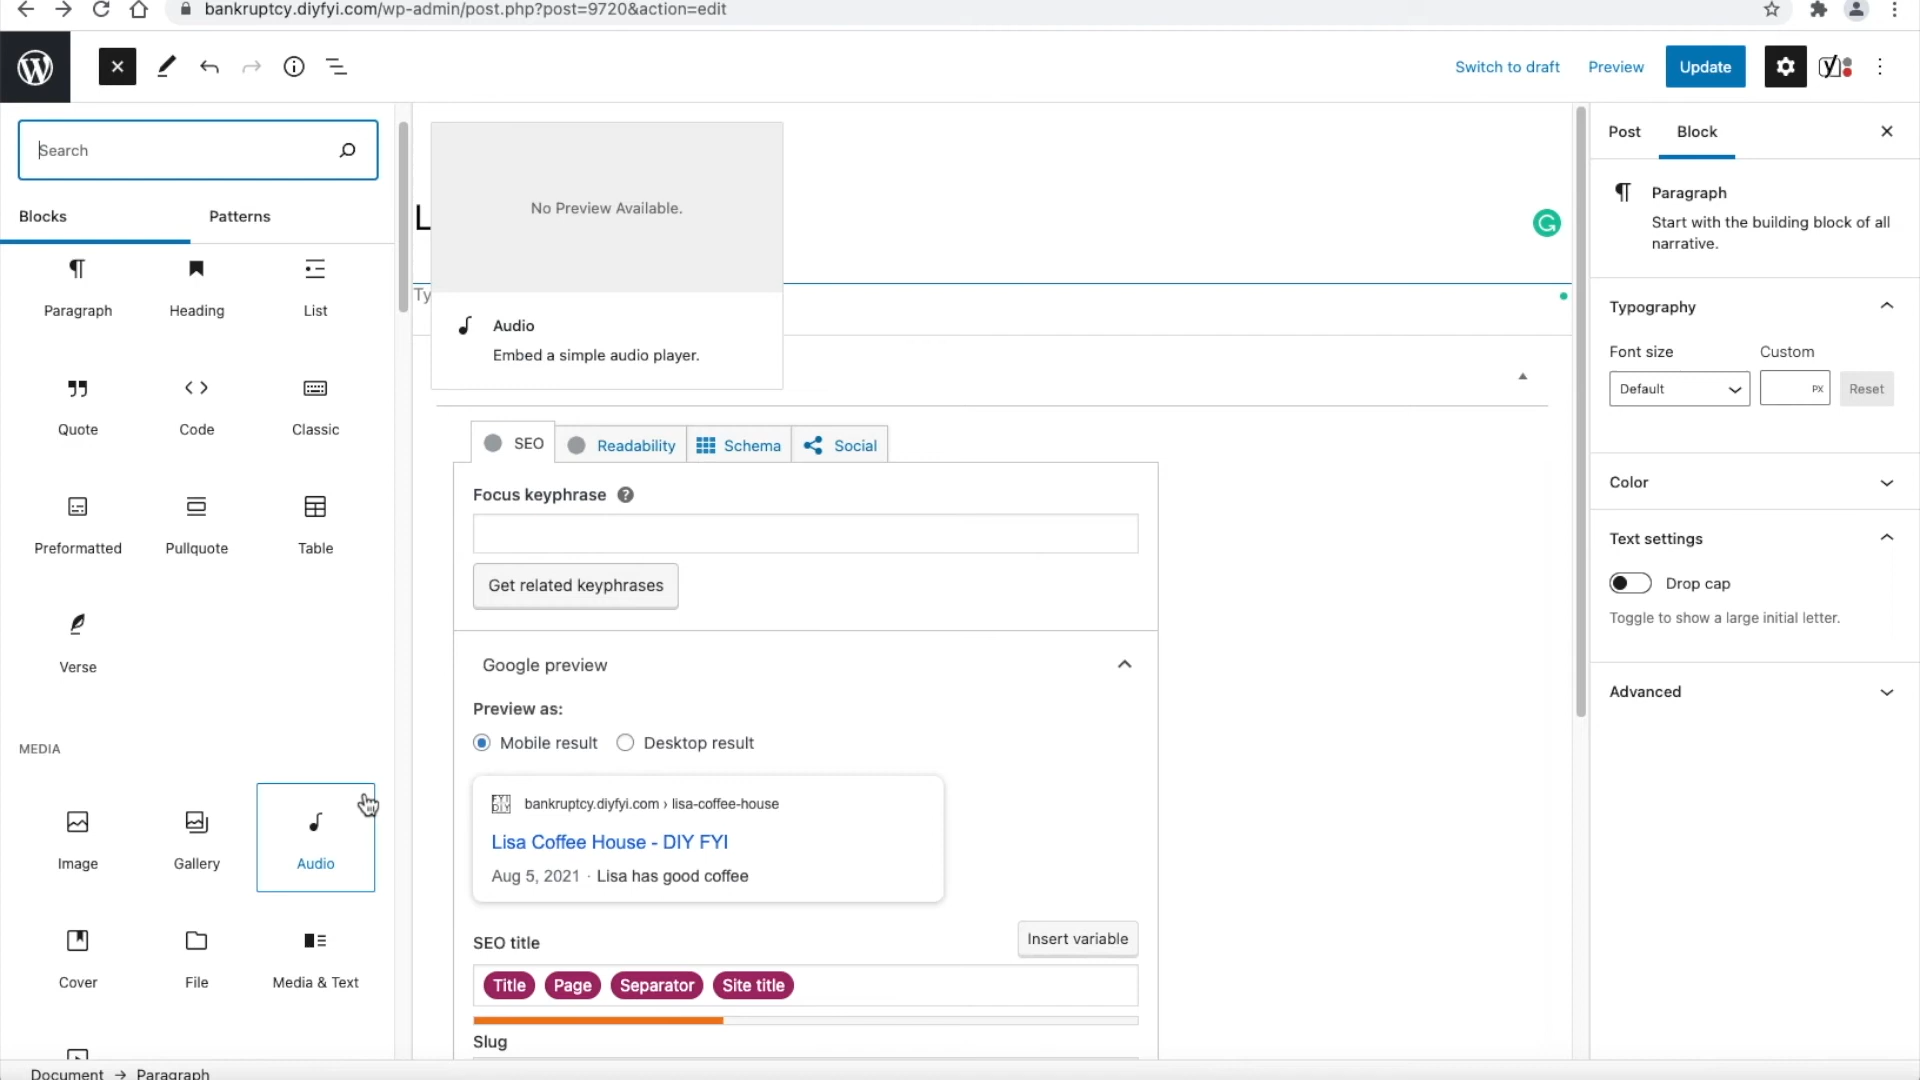 bankruptcy.diyfyi.com/wp-admin/post.php?post=9720&action=edit
Switch to draft
Preview
Update
Search
Blocks
Patterns
Paragraph
Heading
List
Quote
Code
Classic
Preformatted
Pullquote
Table
Verse
MEDIA
Image
Gallery
Audio
Cover
File
Media & Text
No Preview Available.
L
Ty
Audio
Embed a simple audio player.
SEO
Readability
Schema
Social
Focus keyphrase
Get related keyphrases
Google preview
Preview as:
Mobile result
Desktop result
FYI
DIY
bankruptcy.diyfyi.com › lisa-coffee-house
Lisa Coffee House - DIY FYI
Aug 5, 2021 · Lisa has good coffee
SEO title
Insert variable
Title Page Separator Site title
Slug
Post
Block
Paragraph
Start with the building block of all
narrative.
Typography
Font size
Custom
Default
PX
Reset
Color
Text settings
Drop cap
Toggle to show a large initial letter.
Advanced
Document → Paragraph